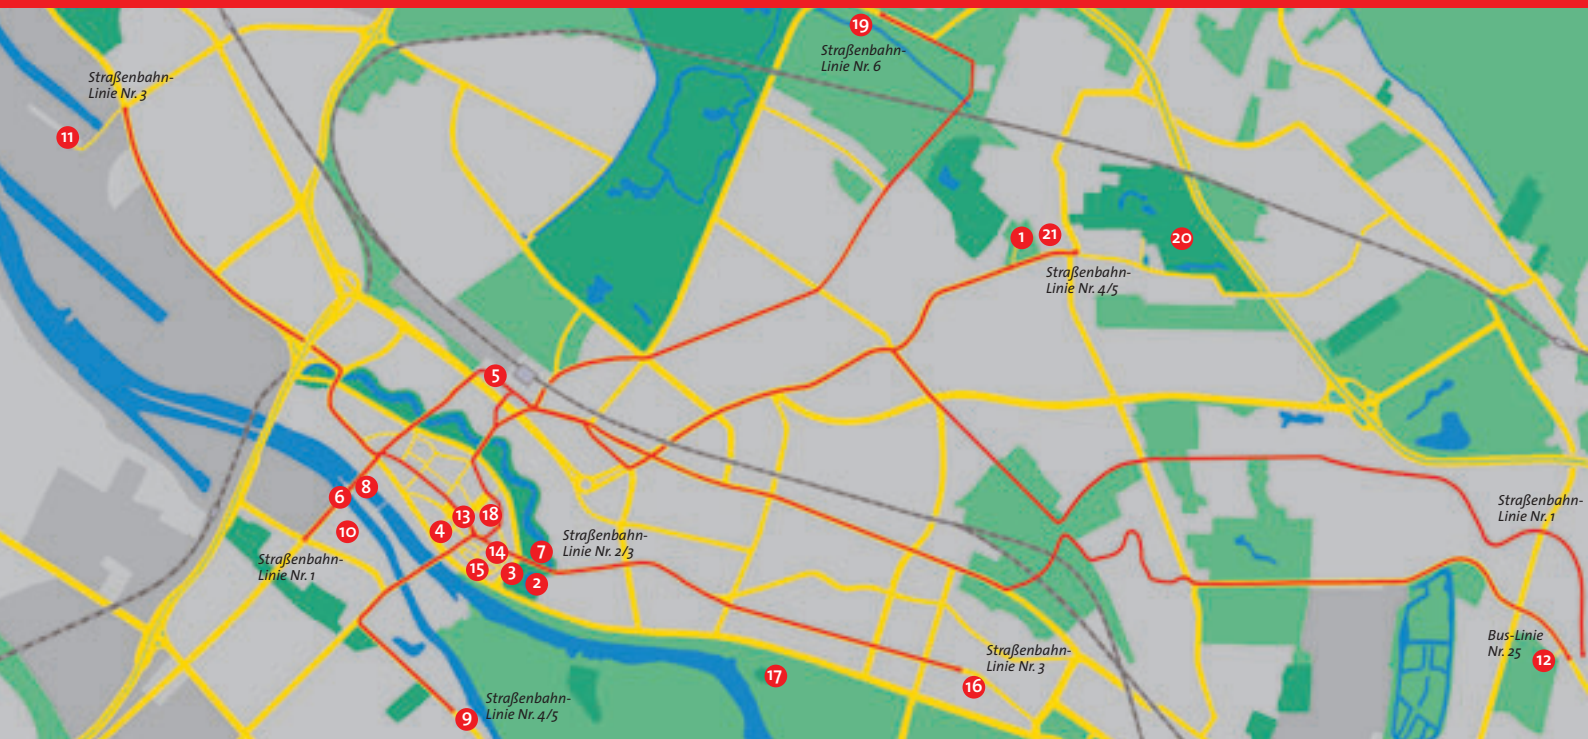 19
Straßenbahn-
Linie Nr. 6
Straßenbahn-
Linie Nr. 3
11
1
21
20
Straßenbahn-
Linie Nr. 4/5
5
6
8
10
4
13
18
14
15
3
7
2
Straßenbahn-
Linie Nr. 2/3
Straßenbahn-
Linie Nr. 1
Straßenbahn-
Linie Nr. 1
Bus-Linie
Nr. 25
12
Straßenbahn-
Linie Nr. 3
16
17
9
Straßenbahn-
Linie Nr. 4/5